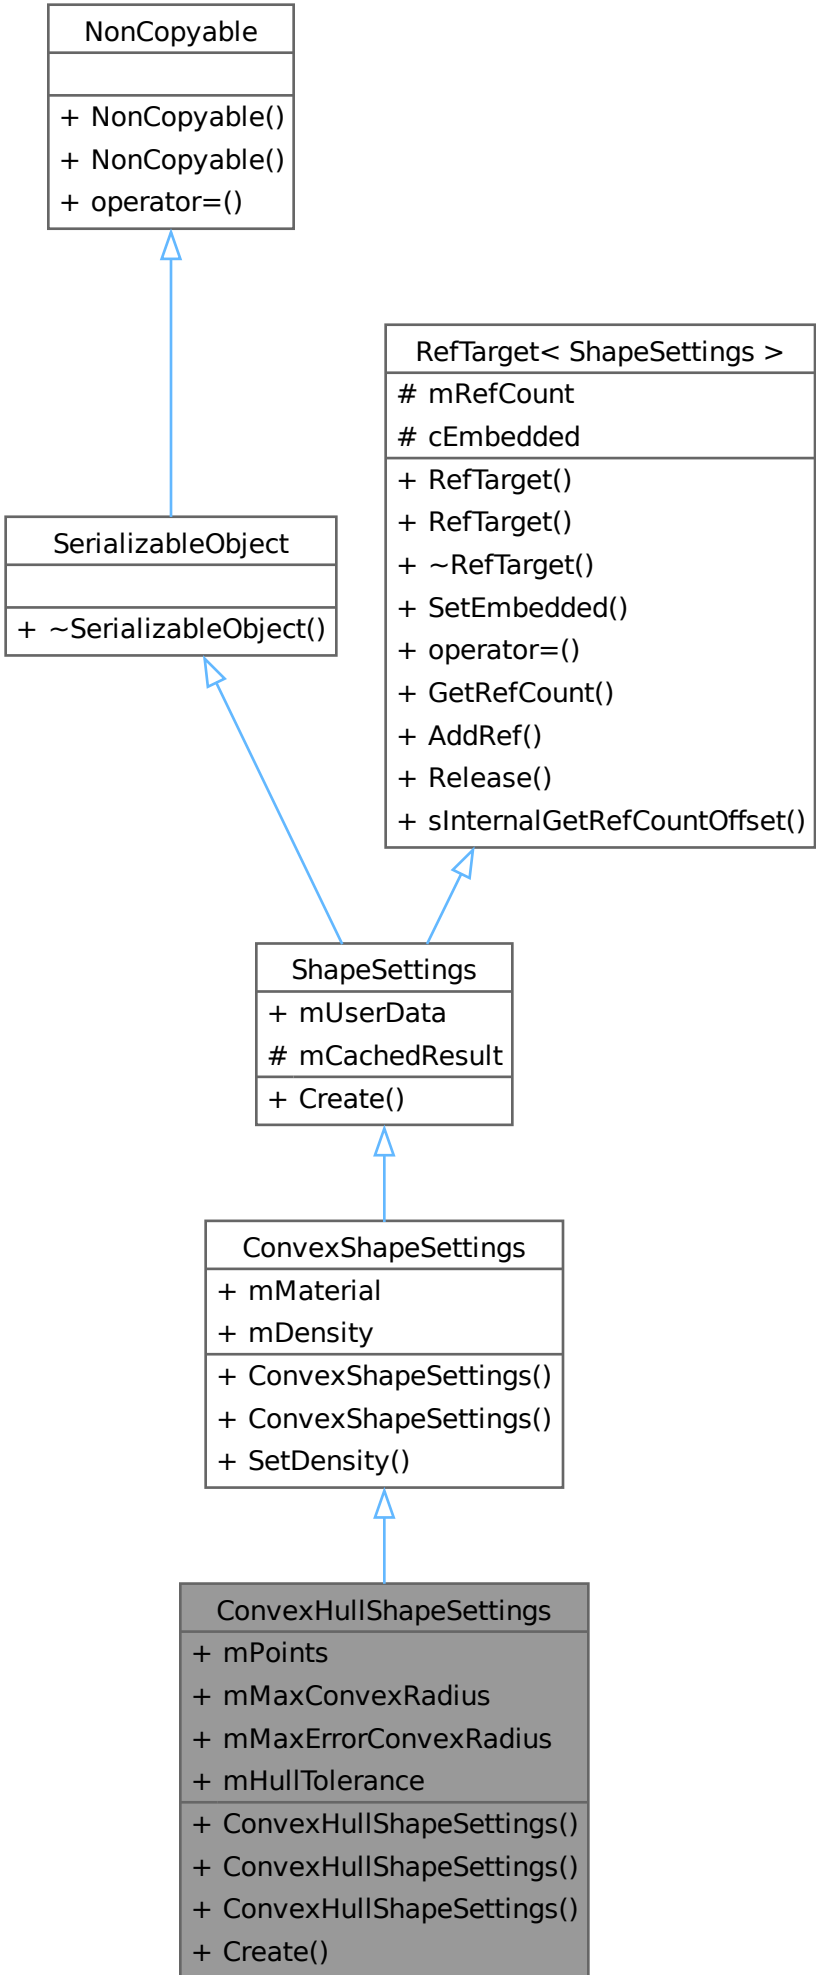 NonCopyable
+ NonCopyable()
+ NonCopyable()
+ operator=()
RefTarget< ShapeSettings >
# mRefCount
# cEmbedded
+ RefTarget()
+ RefTarget()
+ ~RefTarget()
+ SetEmbedded()
+ operator=()
+ GetRefCount()
+ AddRef()
+ Release()
+ sInternalGetRefCountOffset()
SerializableObject
+ ~SerializableObject()
ShapeSettings
+ mUserData
# mCachedResult
+ Create()
ConvexShapeSettings
+ mMaterial
+ mDensity
+ ConvexShapeSettings()
+ ConvexShapeSettings()
+ SetDensity()
ConvexHullShapeSettings
+ mPoints
+ mMaxConvexRadius
+ mMaxErrorConvexRadius
+ mHullTolerance
+ ConvexHullShapeSettings()
+ ConvexHullShapeSettings()
+ ConvexHullShapeSettings()
+ Create()